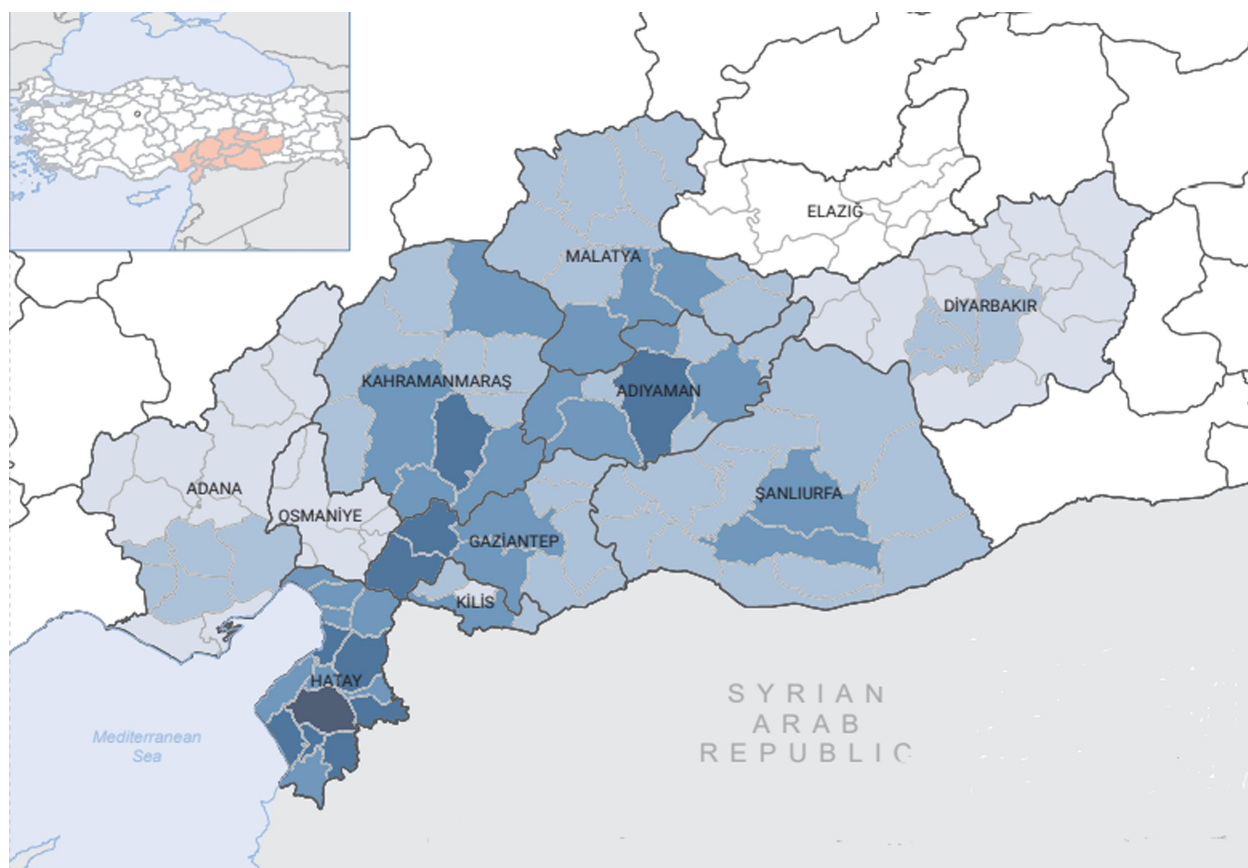 ELAZIĞ
MALATYA
DİYARBAKIR
KAHRAMANMARAŞ
ADIYAMAN
ADANA
ŞANLIURFA
OSMANİYE
GAZİANTEP
KİLİS
HATAY
SYRIAN
ARAB
REPUBLIC
Mediterranean
Sea